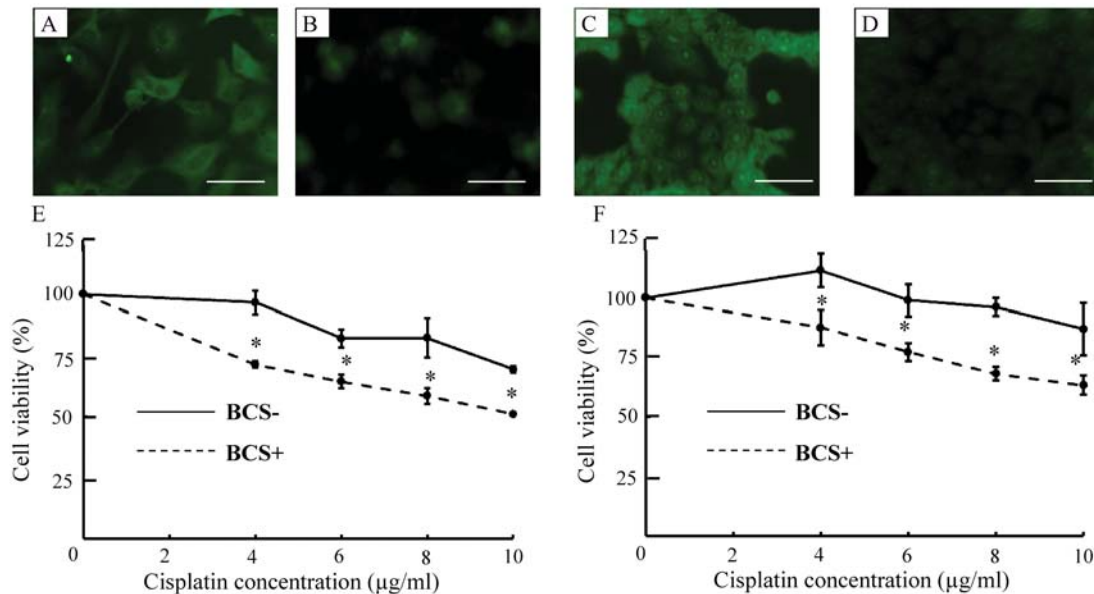 A
B
C
D
E
F
125
100
75
50
25
Cell viability (%)
*
*
*
*
BCS-
BCS+
0
2
4
6
8
10
Cisplatin concentration (µg/ml)
125
100
75
50
25
Cell viability (%)
*
*
*
*
BCS-
BCS+
0
2
4
6
8
10
Cisplatin concentration (µg/ml)